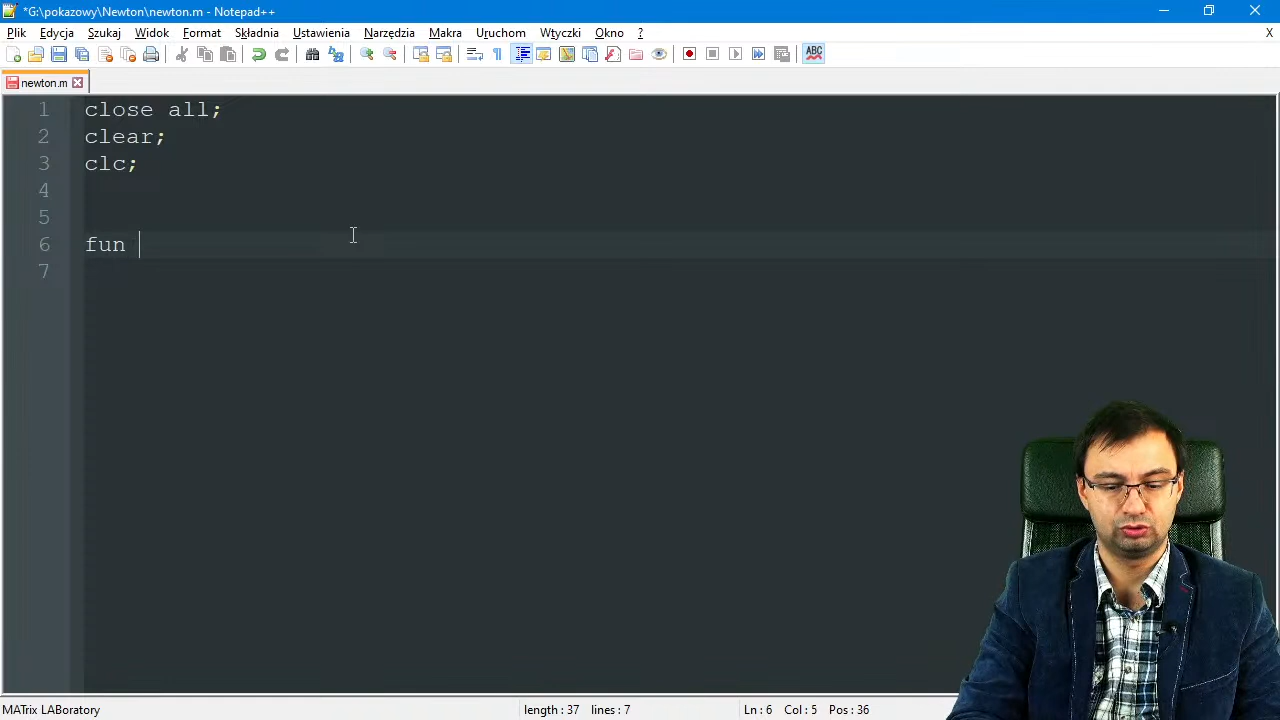 *G:\pokazowy\Newton\newton.m - Notepad++
Plik Edycja Szukaj Widok Format Składnia Ustawienia Narzędzia Makra Uruchom Wtyczki Okno ? X
ABC
newton.m
1 close all;
2 clear;
3 clc;
4
5
6 fun
7
MATrix LABoratory length : 37 lines : 7 Ln : 6 Col : 5 Pos : 36